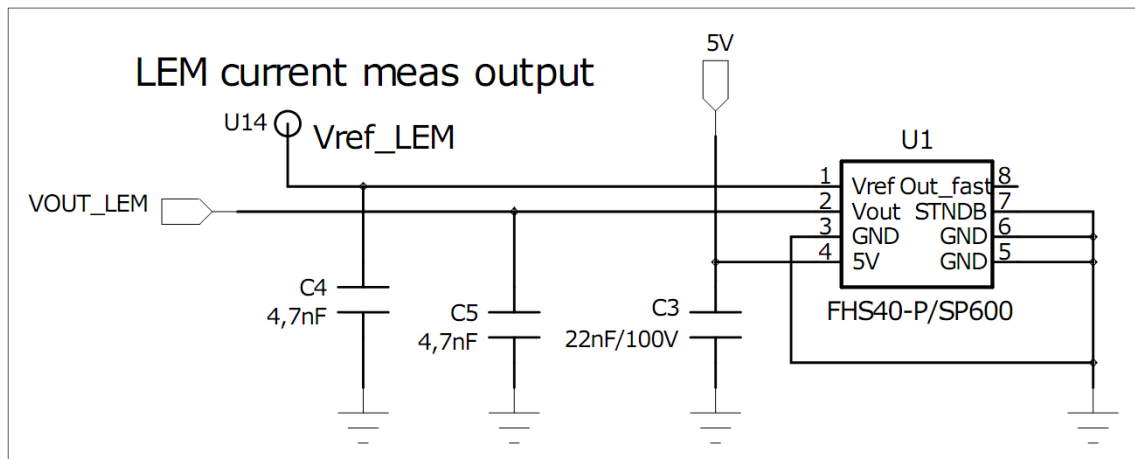 5V
LEM current meas output
U14
Vref_LEM
U1
VOUT_LEM
1 Vref Out_fast 8
2 Vout STNDB 7
3 GND GND 6
4 5V GND 5
FHS40-P/SP600
C4
4,7nF
C5
4,7nF
C3
22nF/100V